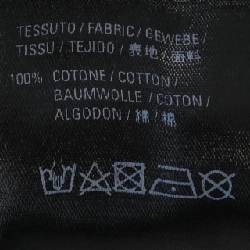 TESSUTO / FABRIC / GEWEBE /
TISSU / TEJIDO / 表地 / 面料
100% COTONE / COTTON /
BAUMWOLLE / COTON /
ALGODON / 綿 / 棉